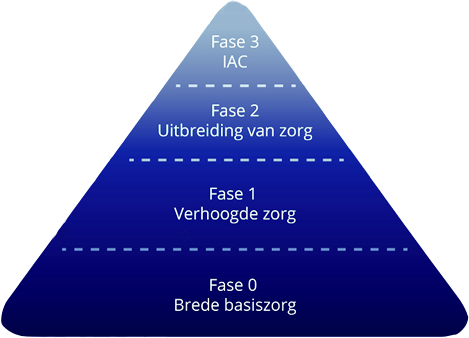 Fase 3
IAC
Fase 2
Uitbreiding van zorg
Fase 1
Verhoogde zorg
Fase 0
Brede basiszorg